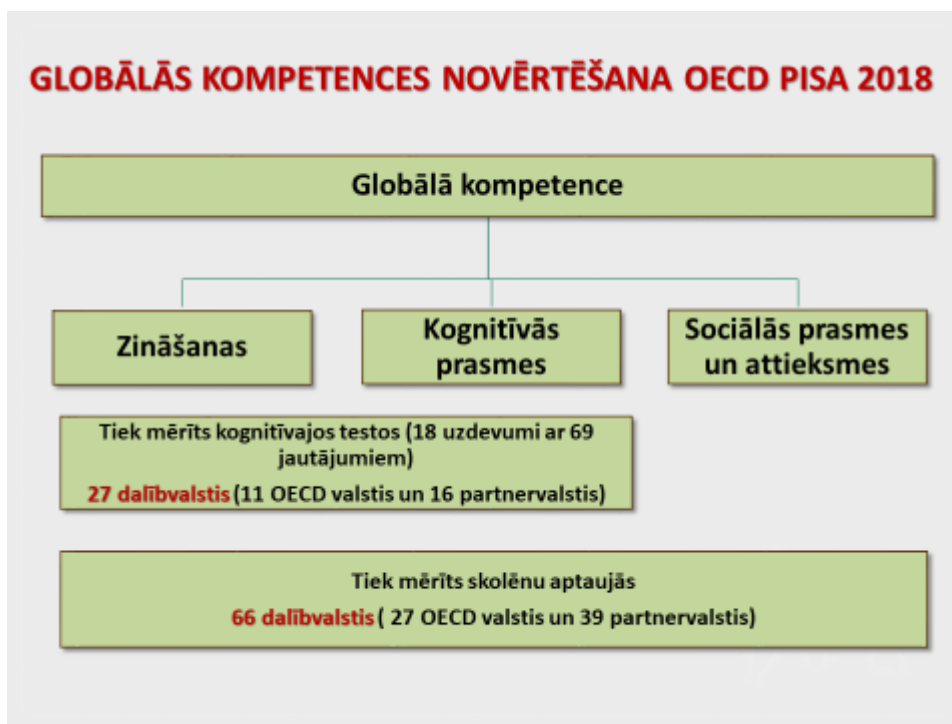 GLOBĀLĀS KOMPETENCES NOVĒRTĒŠANA OECD PISA 2018
Globālā kompetence
Zināšanas
Kognitīvās
prasmes
Sociālās prasmes
un attieksmes
Tiek mērīts kognitīvajos testos (18 uzdevumi ar 69
jautājumiem)
27 dalībvalstis (11 OECD valstis un 16 partnervalstis)
Tiek mērīts skolēnu aptaujās
66 dalībvalstis ( 27 OECD valstis un 39 partnervalstis)